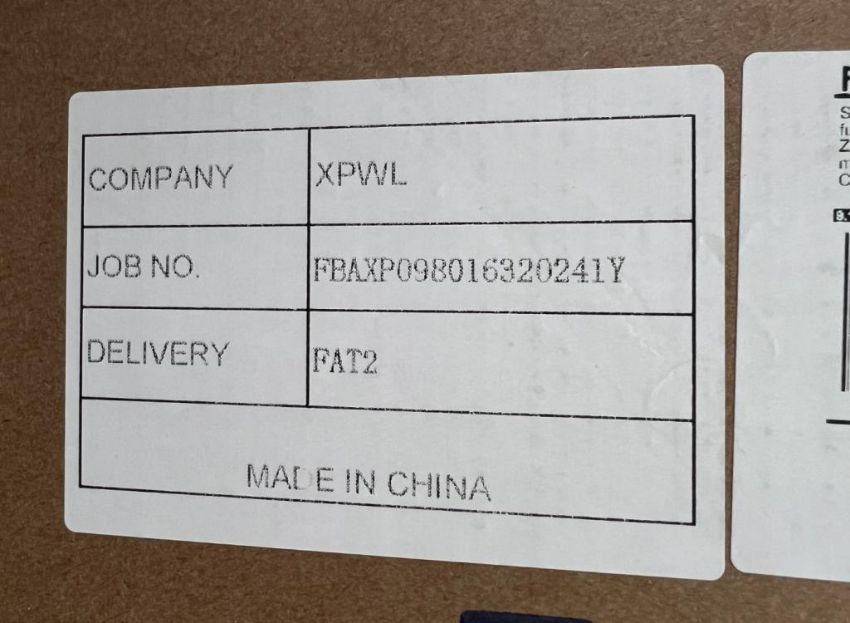 COMPANY XPWL
JOB NO. FBAXP098016320241Y
DELIVERY FAT2
MADE IN CHINA